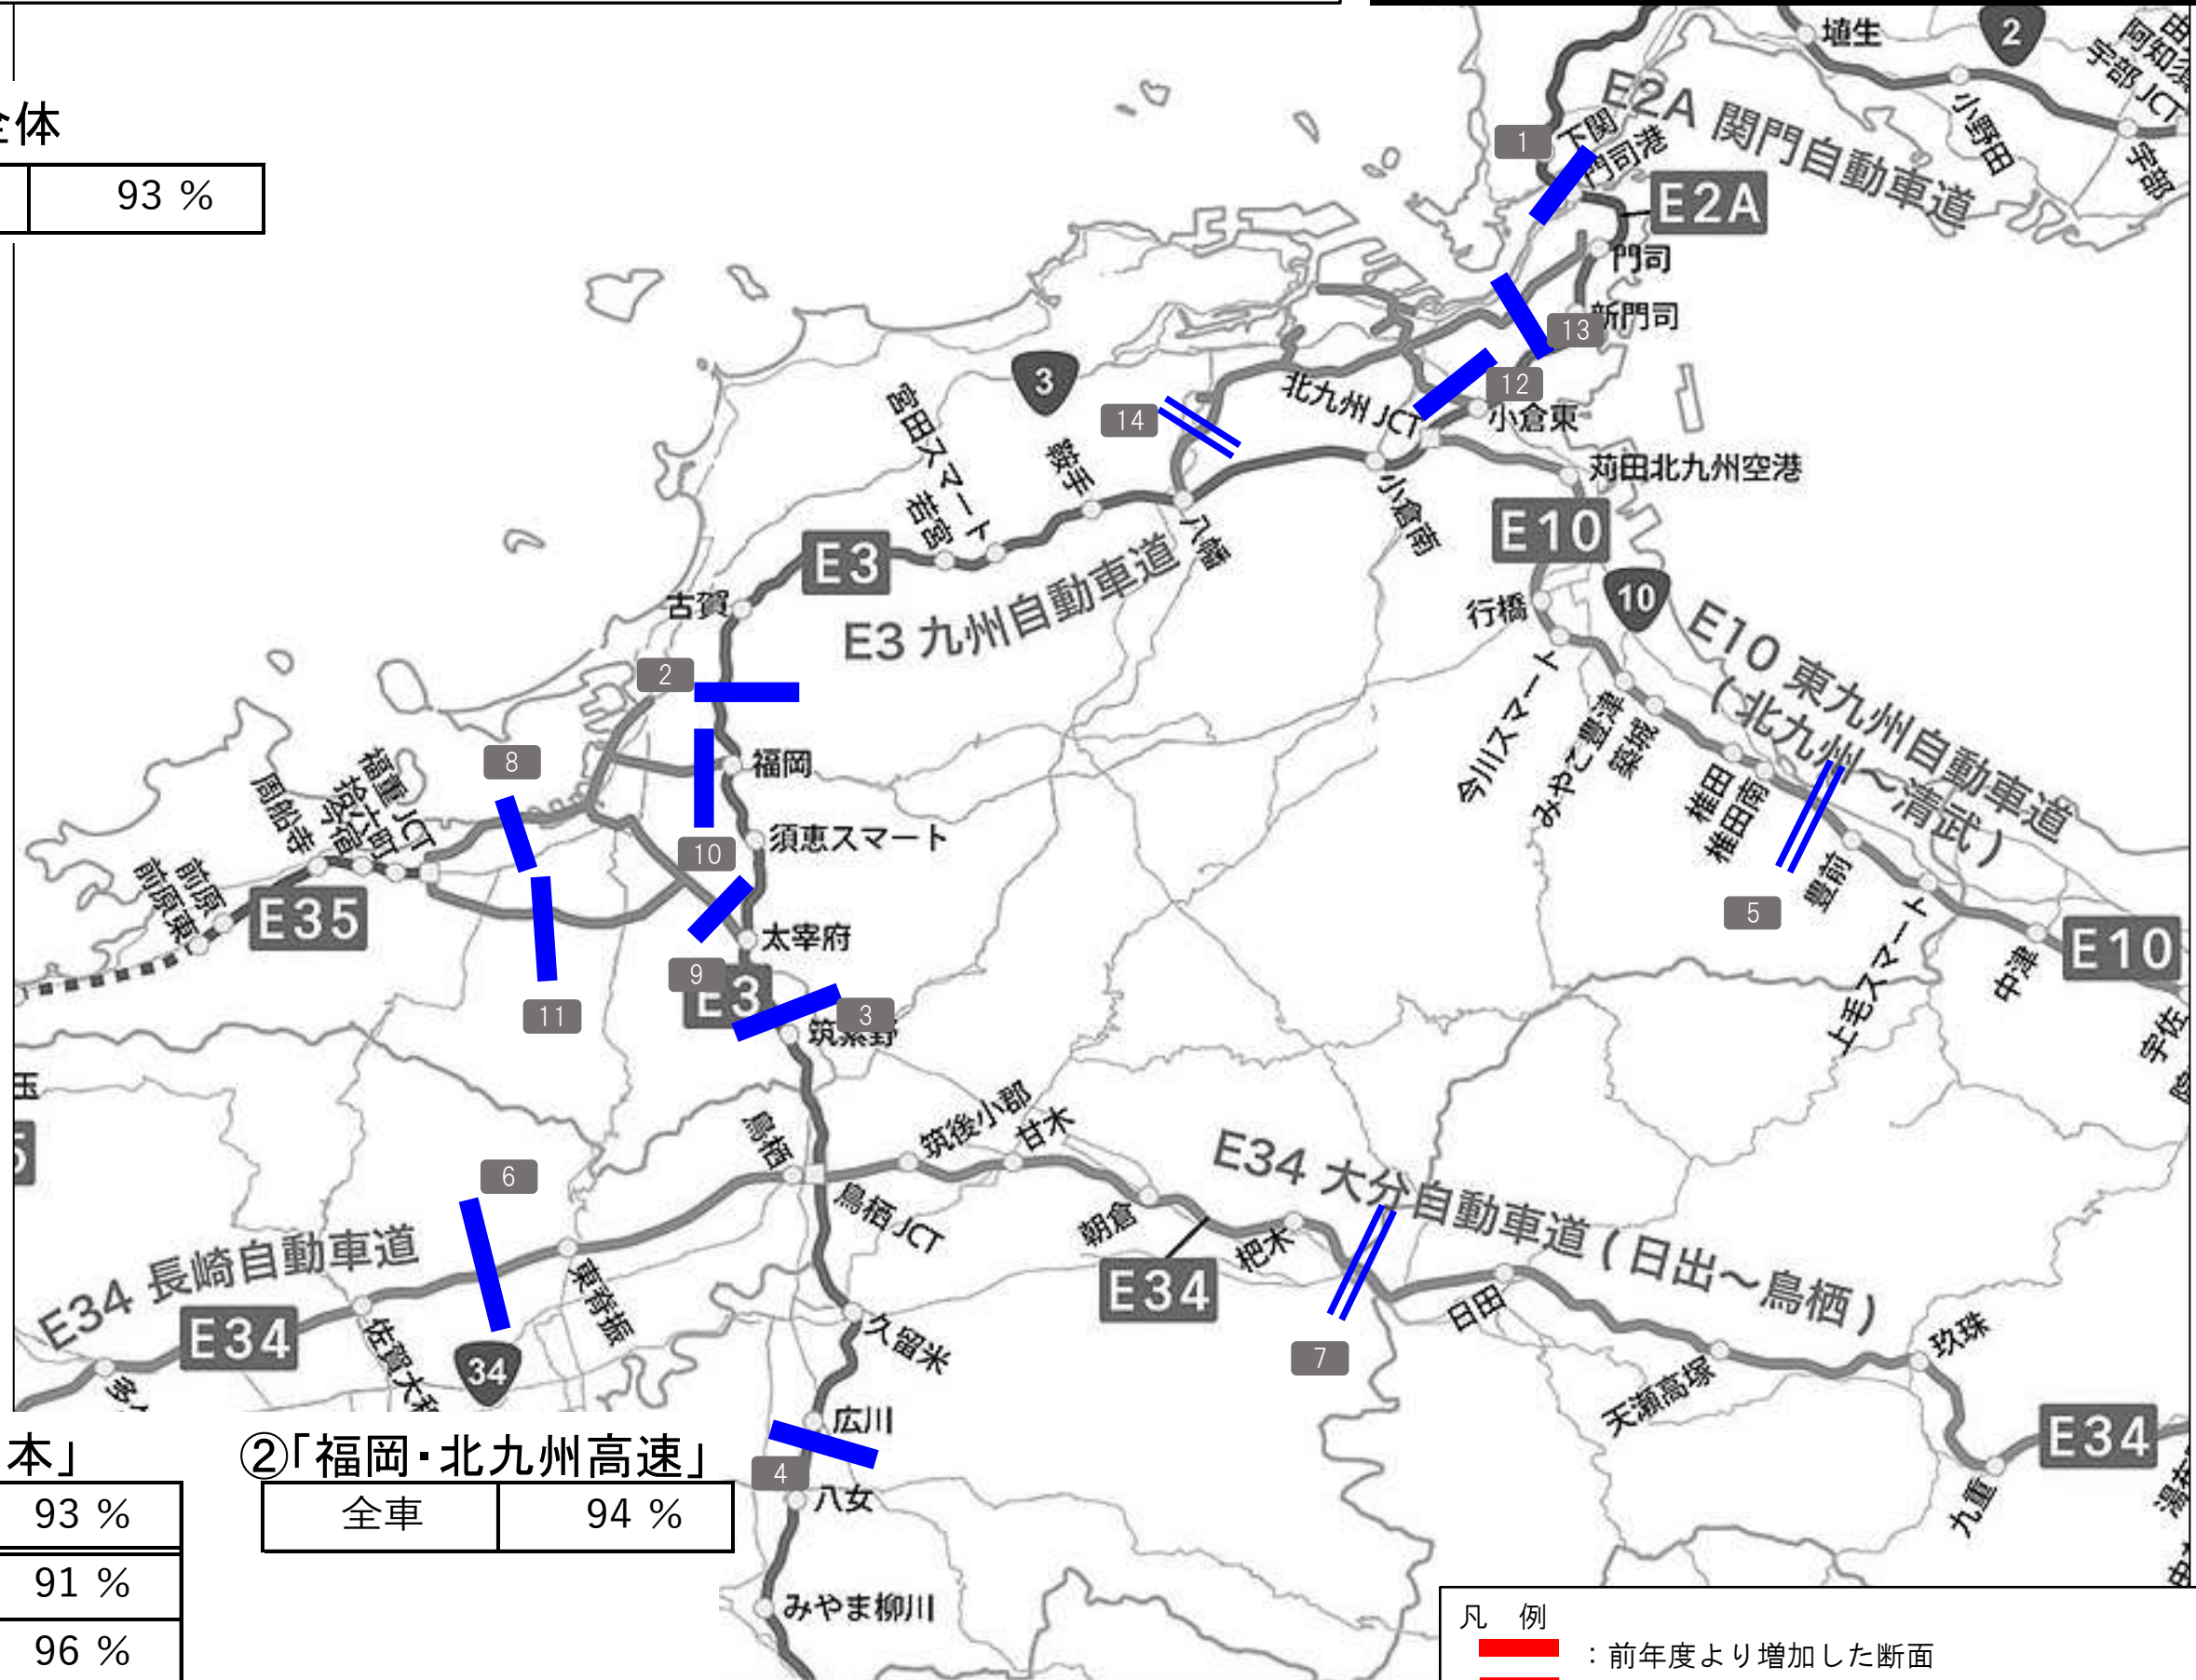 全体
93 %
埴生
2
宇部JCT
小野田
宇部
E2A 関門自動車道
1
下関
門司港
E2A
門司
新門司
13
12
北九州 JCT
小倉東
3
14
宮田スマート
若宮
鞍手
八幡
小倉南
苅田北九州空港
E10
E3
E3 九州自動車道
古賀
行橋
10
E10 東九州自動車道
( 北九州～清武 )
今川スマート
みやこ豊津
築城
椎田
椎田南
豊前
5
上毛スマート
中津
E10
宇佐
2
8
福岡
須恵スマート
10
福重 JCT
拾六町
今宿
周船寺
前原
前原東
E35
太宰府
9
E3
3
筑紫野
11
鳥栖
筑後小郡
甘木
鳥栖 JCT
朝倉
杷木
E34 大分自動車道 ( 日出～鳥栖 )
E34
7
日田
天瀬高塚
玖珠
九重
E34
6
E34 長崎自動車道
E34
東脊振
佐賀大和
34
久留米
広川
4
八女
みやま柳川
本」
93 %
91 %
96 %
②「福岡･北九州高速」
全車 94 %
凡 例
：前年度より増加した断面